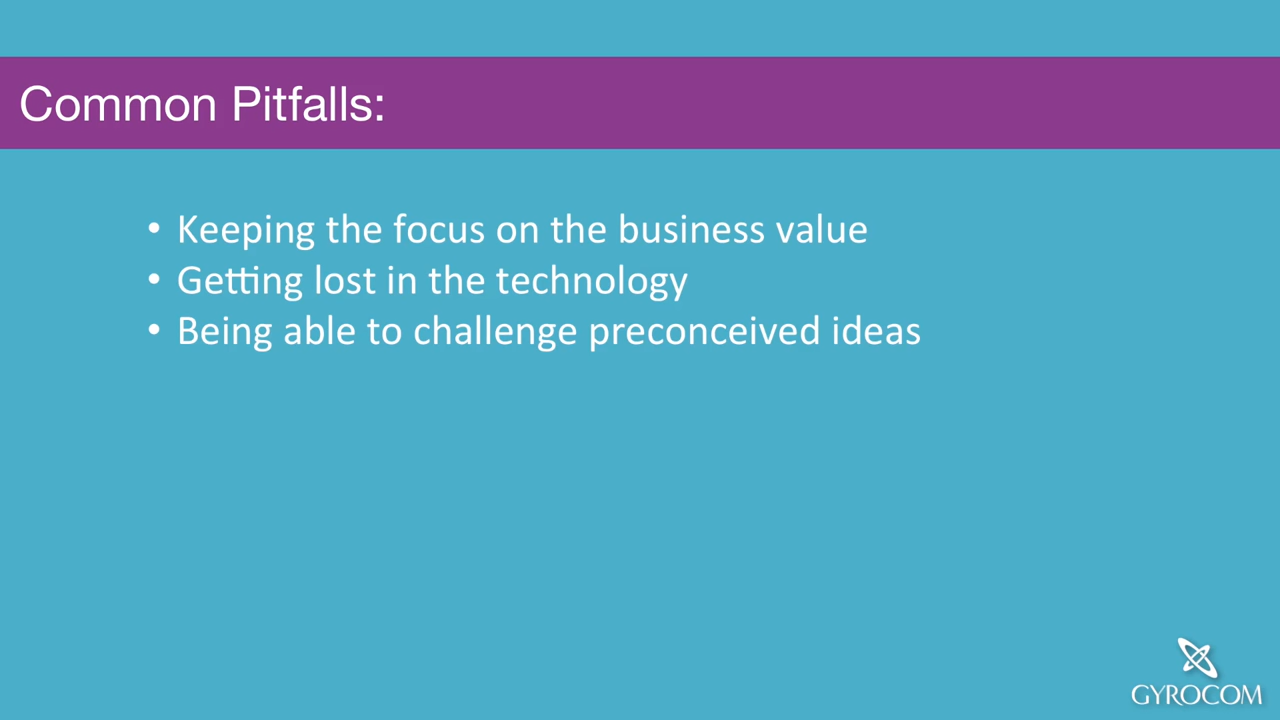 Common Pitfalls:
• Keeping the focus on the business value
• Getting lost in the technology
• Being able to challenge preconceived ideas
GYROCOM